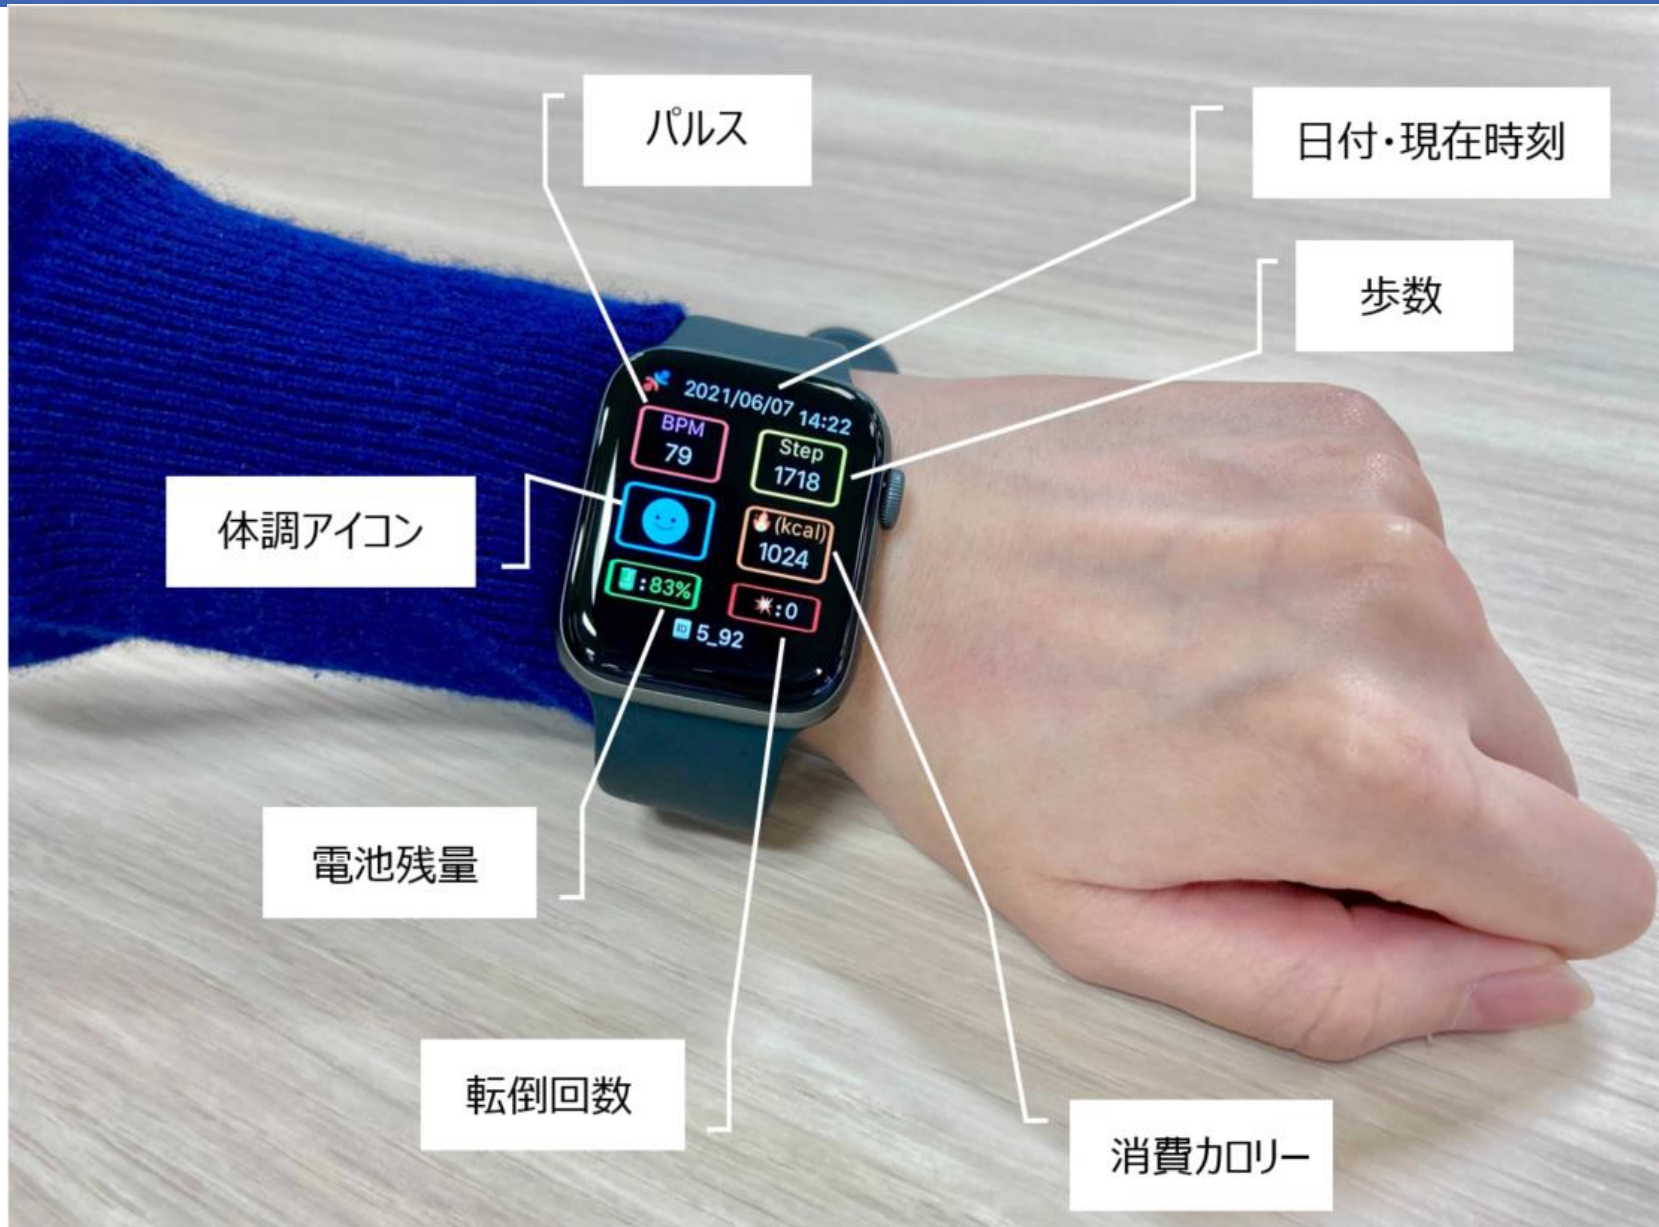 パルス
日付・現在時刻
歩数
2021/06/07 14:22
BPM
79
Step
1718
体調アイコン
(kcal)
1024
:83%
:0
ID 5_92
電池残量
転倒回数
消費カロリー